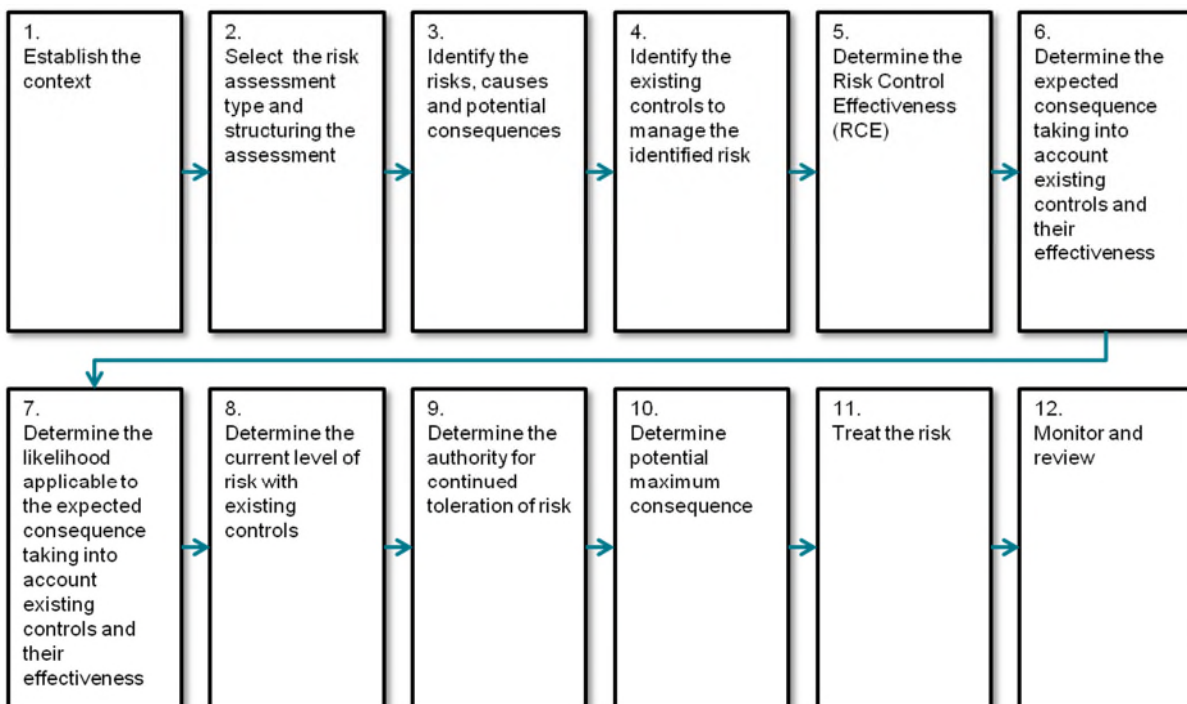 1.
Establish the
context
2.
Select the risk
assessment
type and
structuring the
assessment
3.
Identify the
risks, causes
and potential
consequences
4.
Identify the
existing
controls to
manage the
identified risk
5.
Determine the
Risk Control
Effectiveness
(RCE)
6.
Determine the
expected
consequence
taking into
account
existing
controls and
their
effectiveness
7.
Determine the
likelihood
applicable to
the expected
consequence
taking into
account
existing
controls and
their
effectiveness
8.
Determine the
current level of
risk with
existing
controls
9.
Determine the
authority for
continued
toleration of risk
10.
Determine
potential
maximum
consequence
11.
Treat the risk
12.
Monitor and
review